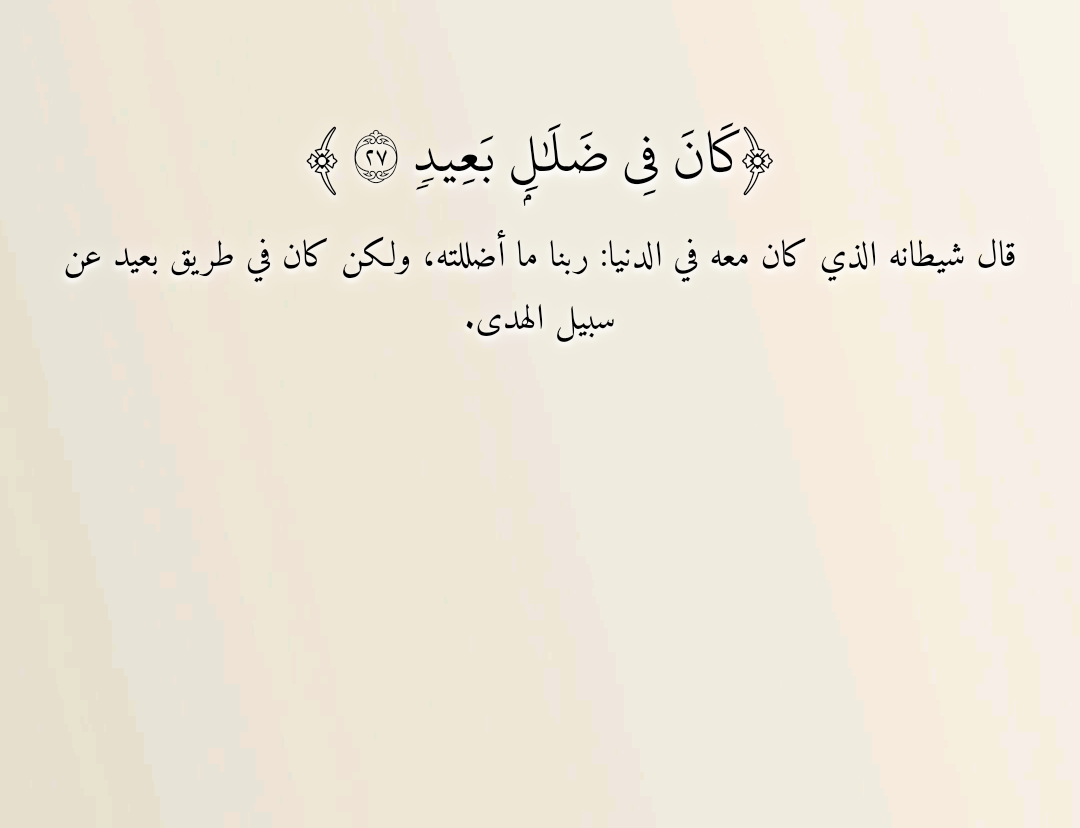 ﴿كَانَ فِى ضَلَـٰلِۭ بَعِيدٍۢ ۝٢٧ ﴾
قال شيطانه الذي كان معه في الدنيا: ربنا ما أضللته، ولكن كان في طريق بعيد عن
سبيل الهدى.